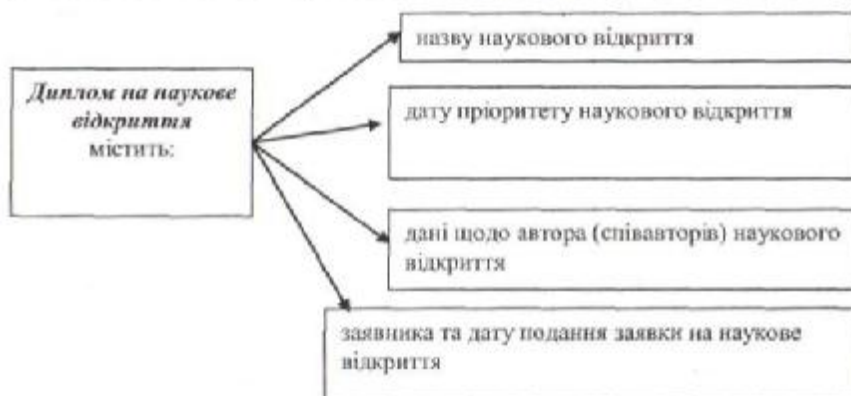 Диплом на наукове
відкриття
містить:
назву наукового відкриття
дату пріоритету наукового відкриття
дані щодо автора (співавторів) наукового
відкриття
заявника та дату подання заявки на наукове
відкриття